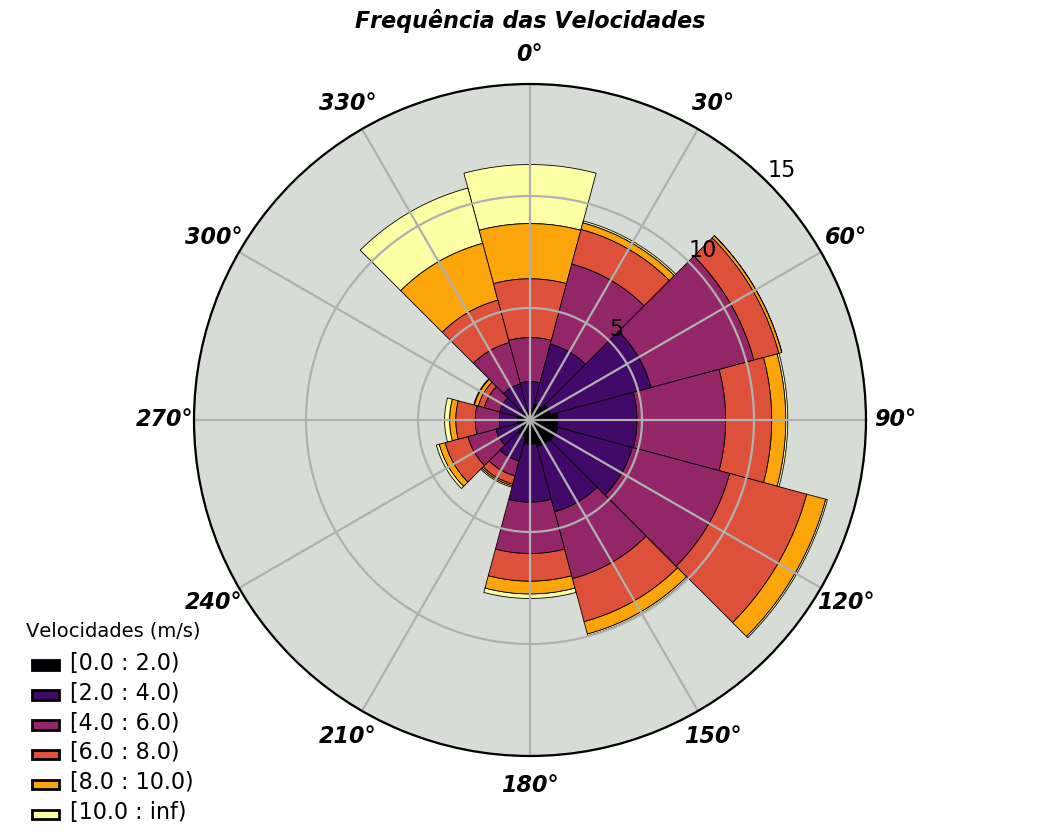 Frequência das Velocidades
0°
330°
30°
15
300°
60°
10
5
270°
90°
240°
120°
210°
150°
180°
Velocidades (m/s)
[0.0 : 2.0)
[2.0 : 4.0)
[4.0 : 6.0)
[6.0 : 8.0)
[8.0 : 10.0)
[10.0 : inf)